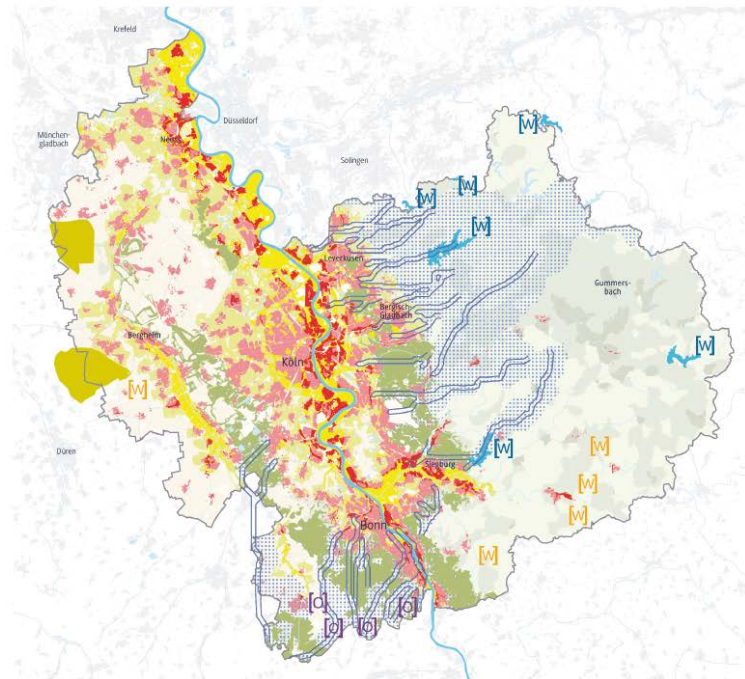 Krefeld
Düsseldorf
Mönchen-
gladbach
Neuss
Solingen
[W]
[W]
[W]
[W]
Leverkusen
Gummers-
bach
Bergisch-
Gladbach
Bergheim
Köln
[W]
[W]
Düren
Siegburg
[W]
[W]
[W]
[W]
Bonn
[W]
[O]
[O]
[O]
[O]